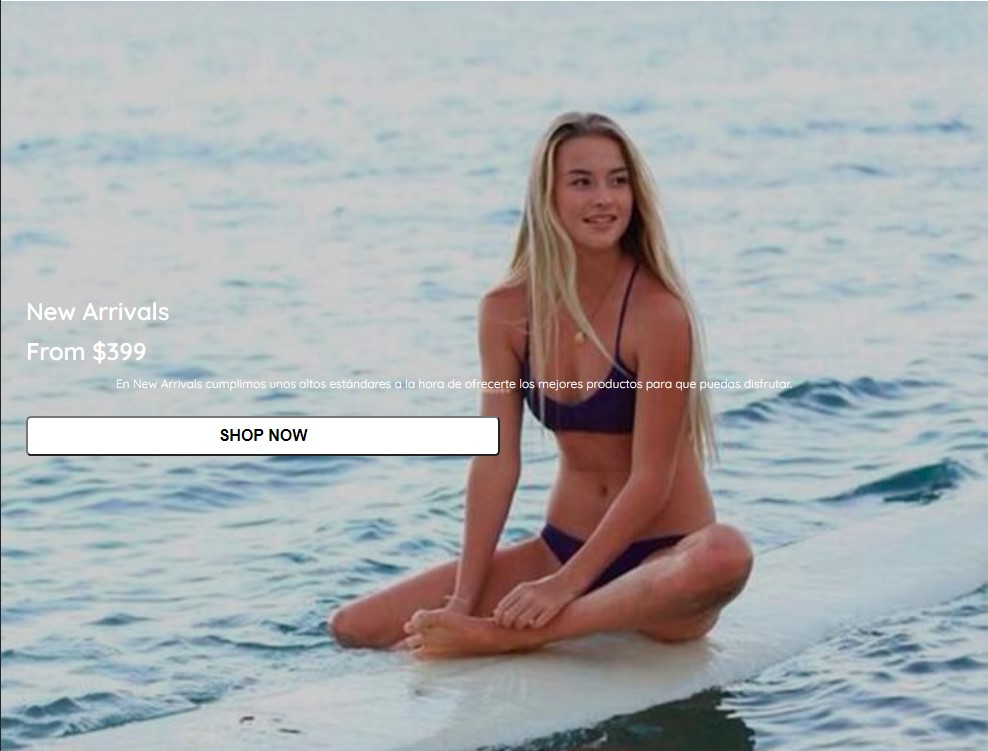 New Arrivals
From $399
En New Arrivals cumplimos unos altos estándares a la hora de ofrecerte los mejores productos para que puedas disfrutar.
SHOP NOW